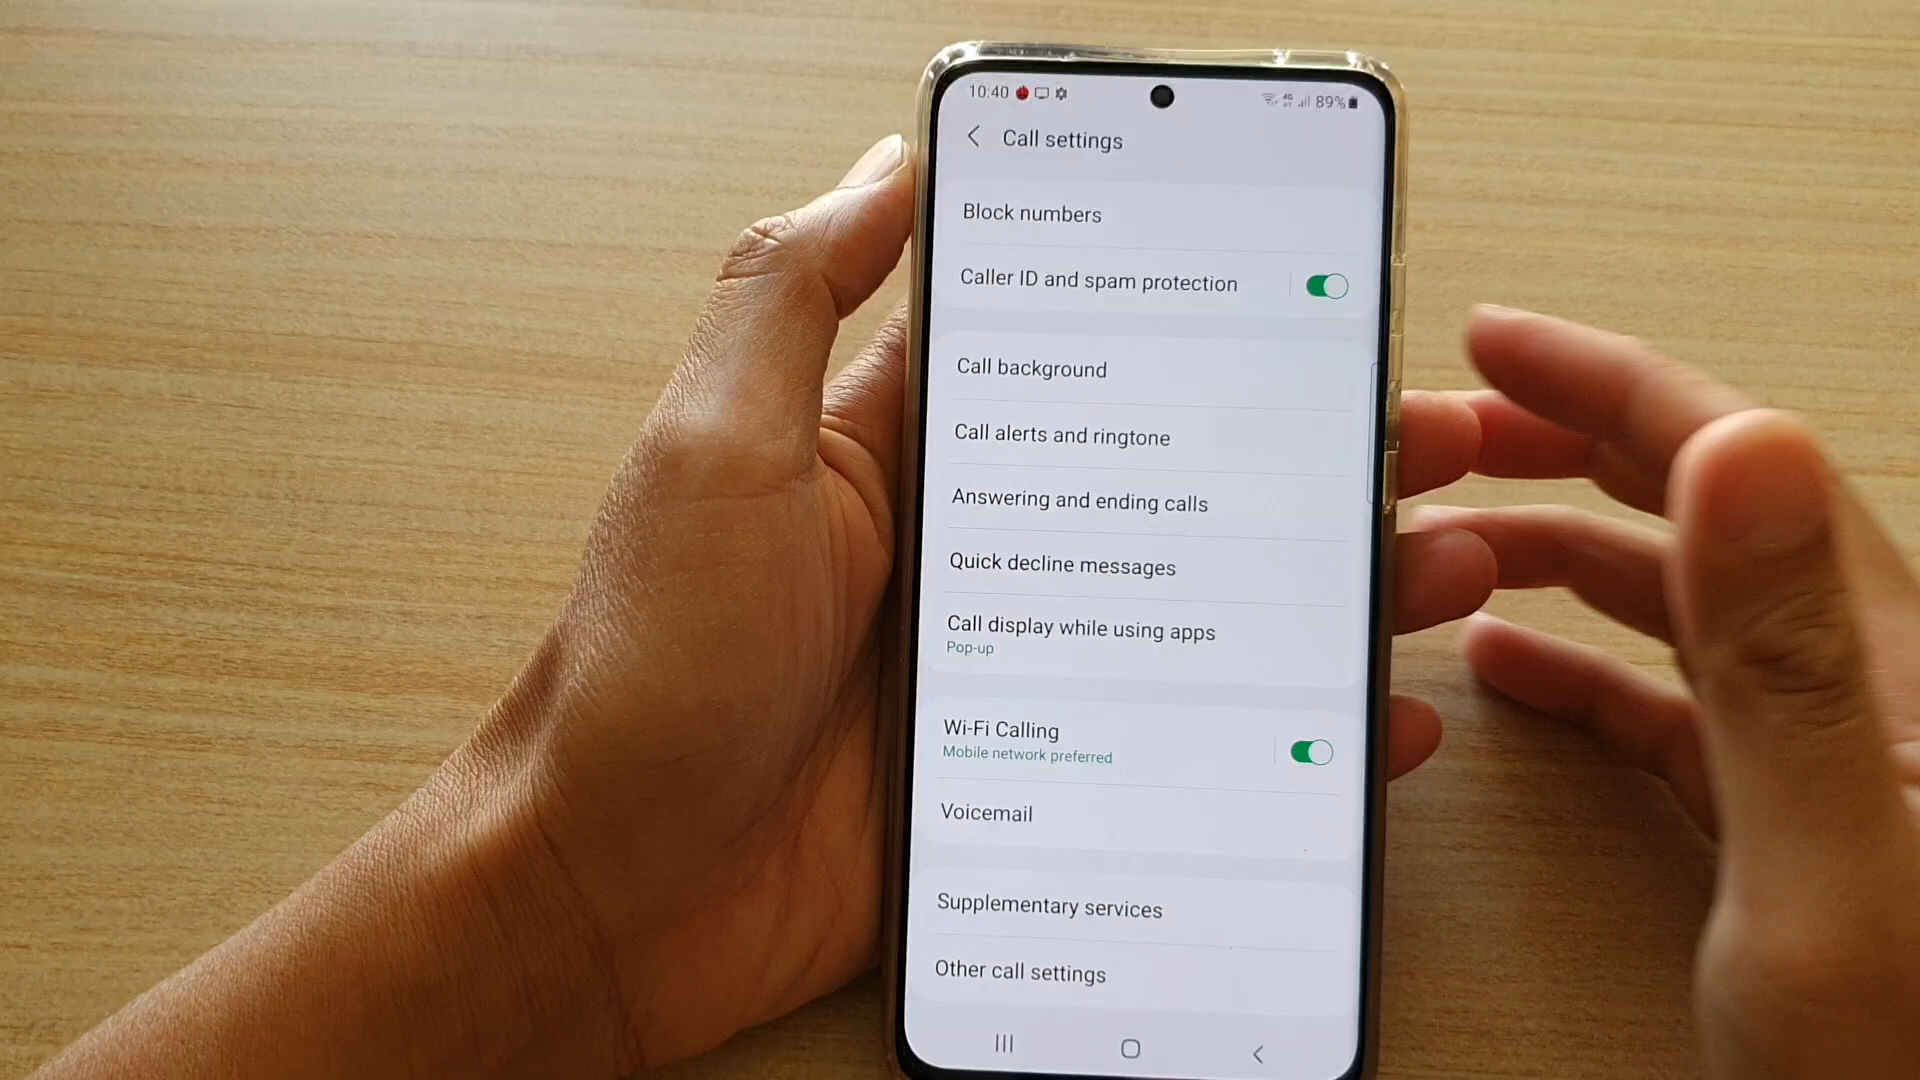 10:40 4G 89%
Call settings
Block numbers
Caller ID and spam protection
Call background
Call alerts and ringtone
Answering and ending calls
Quick decline messages
Call display while using apps
Pop-up
Wi-Fi Calling
Mobile network preferred
Voicemail
Supplementary services
Other call settings